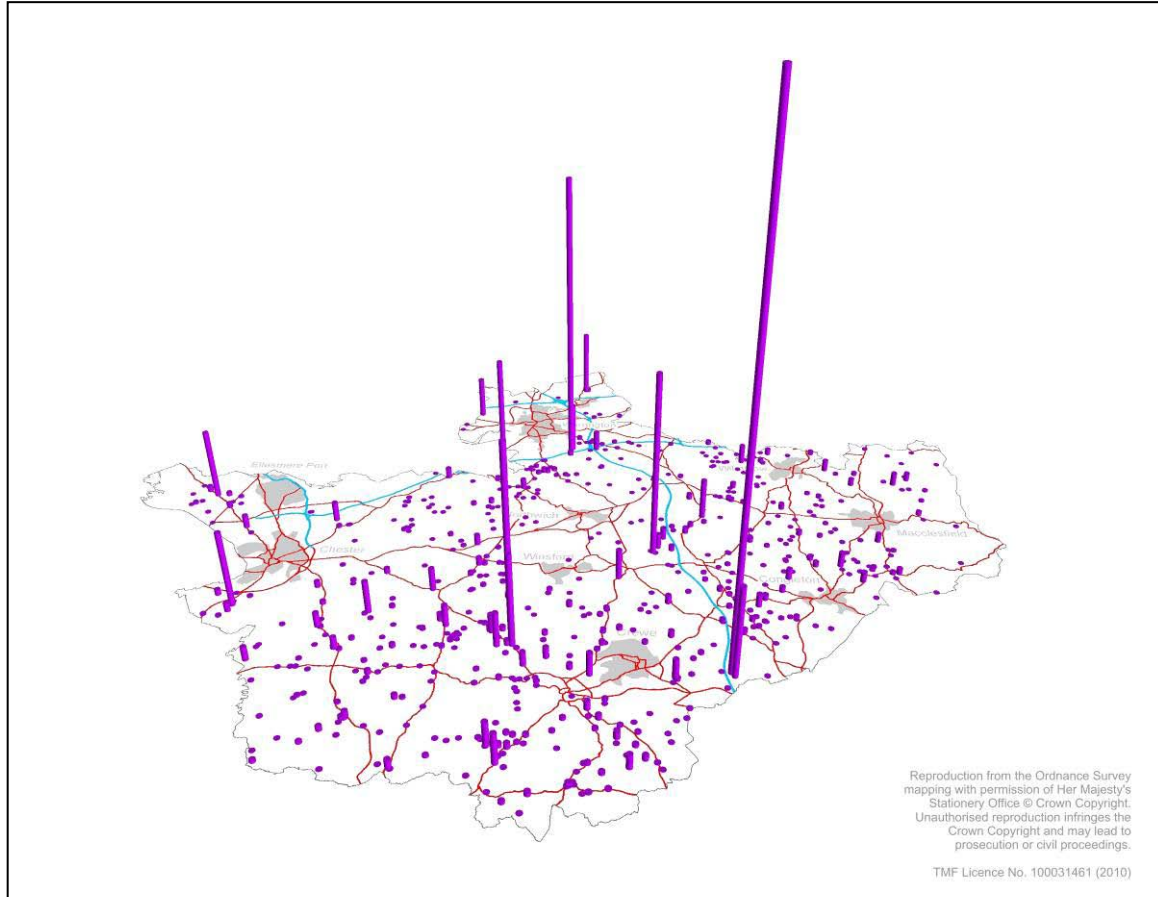 Ellesmere Port
Chester
Winsford
Macclesfield
Congleton
Crewe
Reproduction from the Ordnance Survey
mapping with permission of Her Majesty's
Stationery Office © Crown Copyright.
Unauthorised reproduction infringes the
Crown Copyright and may lead to
prosecution or civil proceedings.
TMF Licence No. 100031461 (2010)